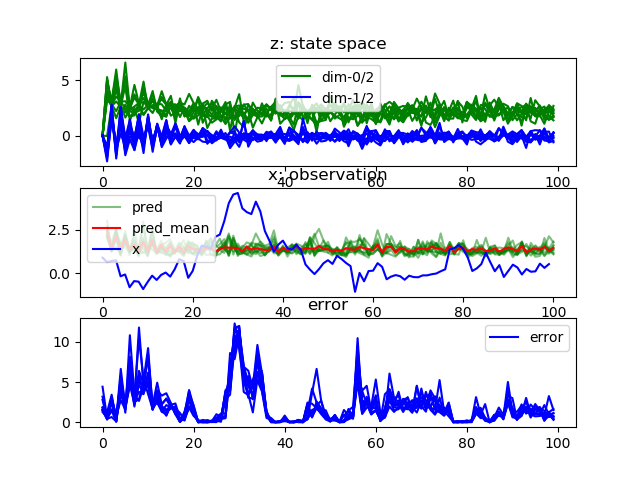 z: state space
5
0
dim-0/2
dim-1/2
0 20 40 60 80 100
x: observation
2.5
0.0
pred
pred_mean
x
0 20 40 60 80 100
error
10
5
0
error
0 20 40 60 80 100